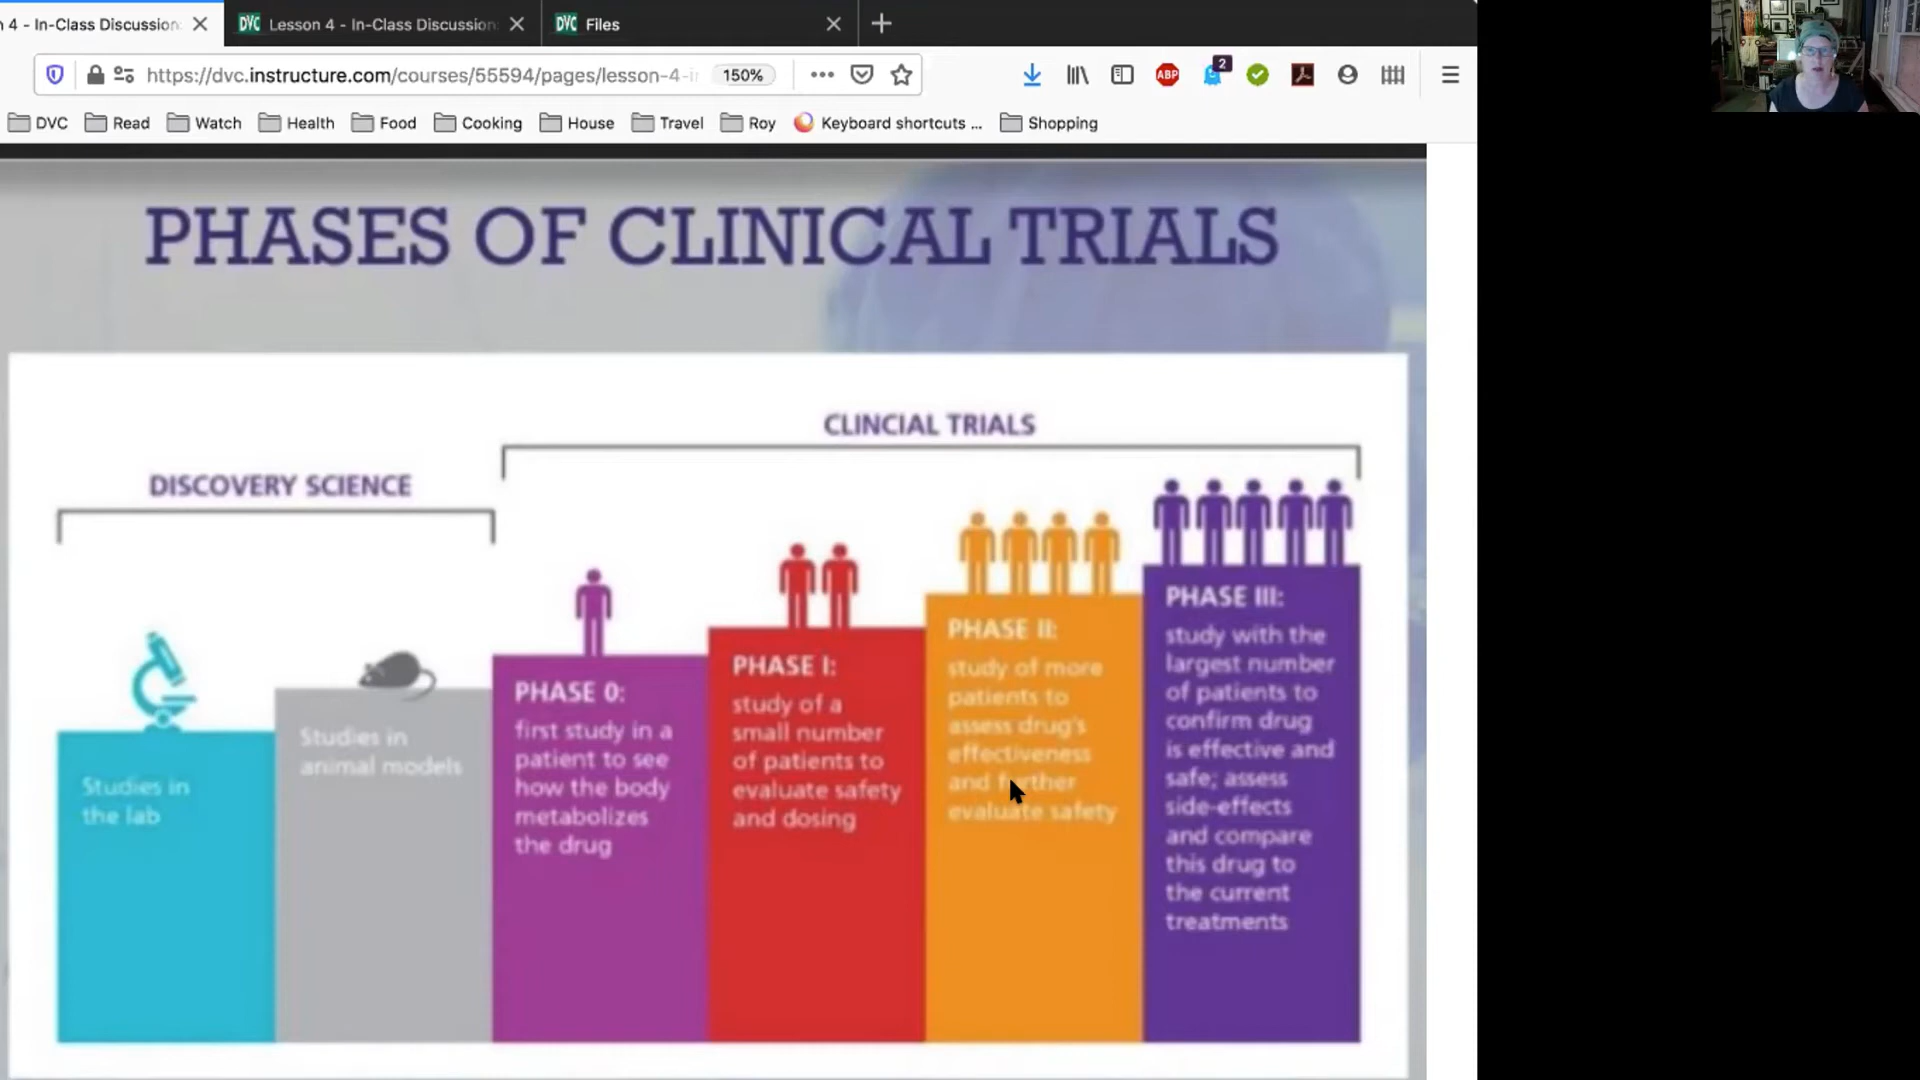 4 - In-Class Discussion
DVC Lesson 4 - In-Class Discussion
DVC Files
https://dvc.instructure.com/courses/55594/pages/lesson-4-i
150%
ABP
2
DVC Read Watch Health Food Cooking House Travel Roy Keyboard shortcuts ... Shopping
PHASES OF CLINICAL TRIALS
CLINCIAL TRIALS
DISCOVERY SCIENCE
Studies in
the lab
Studies in
animal models
PHASE 0:
first study in a
patient to see
how the body
metabolizes
the drug
PHASE I:
study of a
small number
of patients to
evaluate safety
and dosing
PHASE II:
study of more
patients to
assess drug's
effectiveness
and further
evaluate safety
PHASE III:
study with the
largest number
of patients to
confirm drug
is effective and
safe; assess
side-effects
and compare
this drug to
the current
treatments